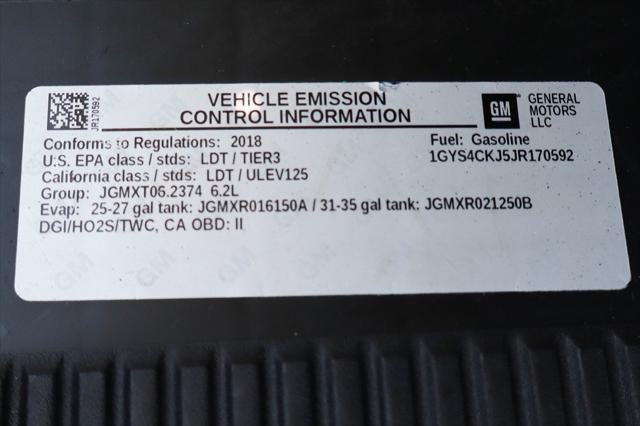 JR170592
VEHICLE EMISSION
CONTROL INFORMATION
GM
GENERAL
MOTORS
LLC
Conforms to Regulations: 2018
Fuel: Gasoline
U.S. EPA class / stds: LDT / TIER3
1GYS4CKJ5JR170592
California class / stds: LDT / ULEV125
Group: JGMXT06.2374 6.2L
Evap: 25-27 gal tank: JGMXR016150A / 31-35 gal tank: JGMXR021250B
DGI/HO2S/TWC, CA OBD: II